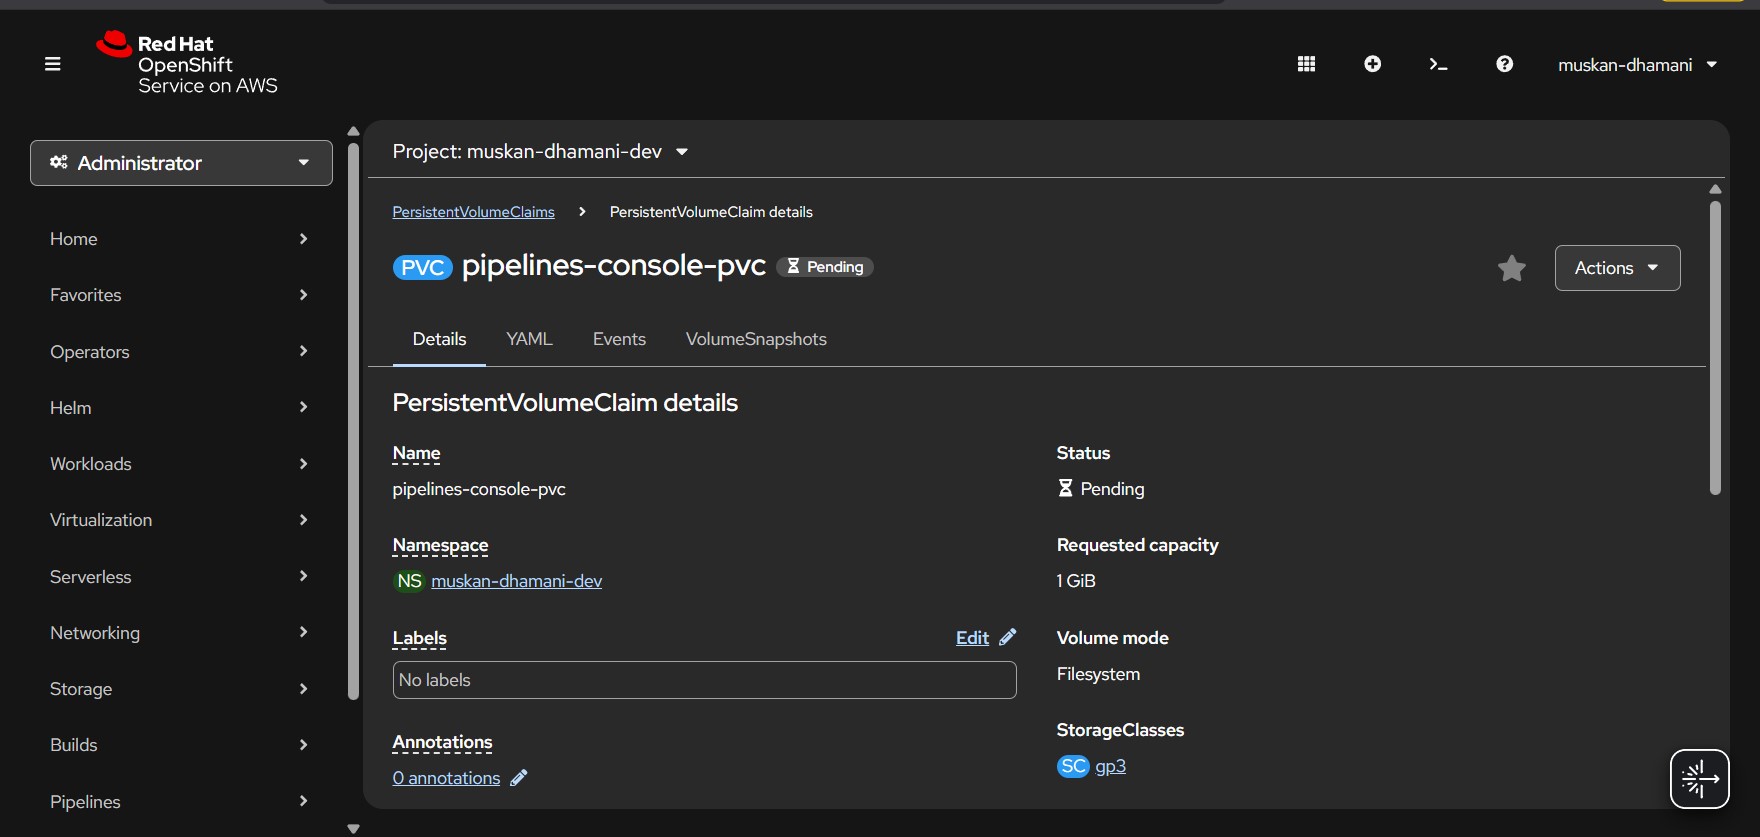 Red Hat
OpenShift
Service on AWS
muskan-dhamani
Administrator
Home
Favorites
Operators
Helm
Workloads
Virtualization
Serverless
Networking
Storage
Builds
Pipelines
Project: muskan-dhamani-dev
PersistentVolumeClaims > PersistentVolumeClaim details
PVC pipelines-console-pvc Pending
Actions
Details YAML Events VolumeSnapshots
PersistentVolumeClaim details
Name
pipelines-console-pvc
Namespace
NS muskan-dhamani-dev
Labels Edit
No labels
Annotations
0 annotations
Status
Pending
Requested capacity
1 GiB
Volume mode
Filesystem
StorageClasses
SC gp3